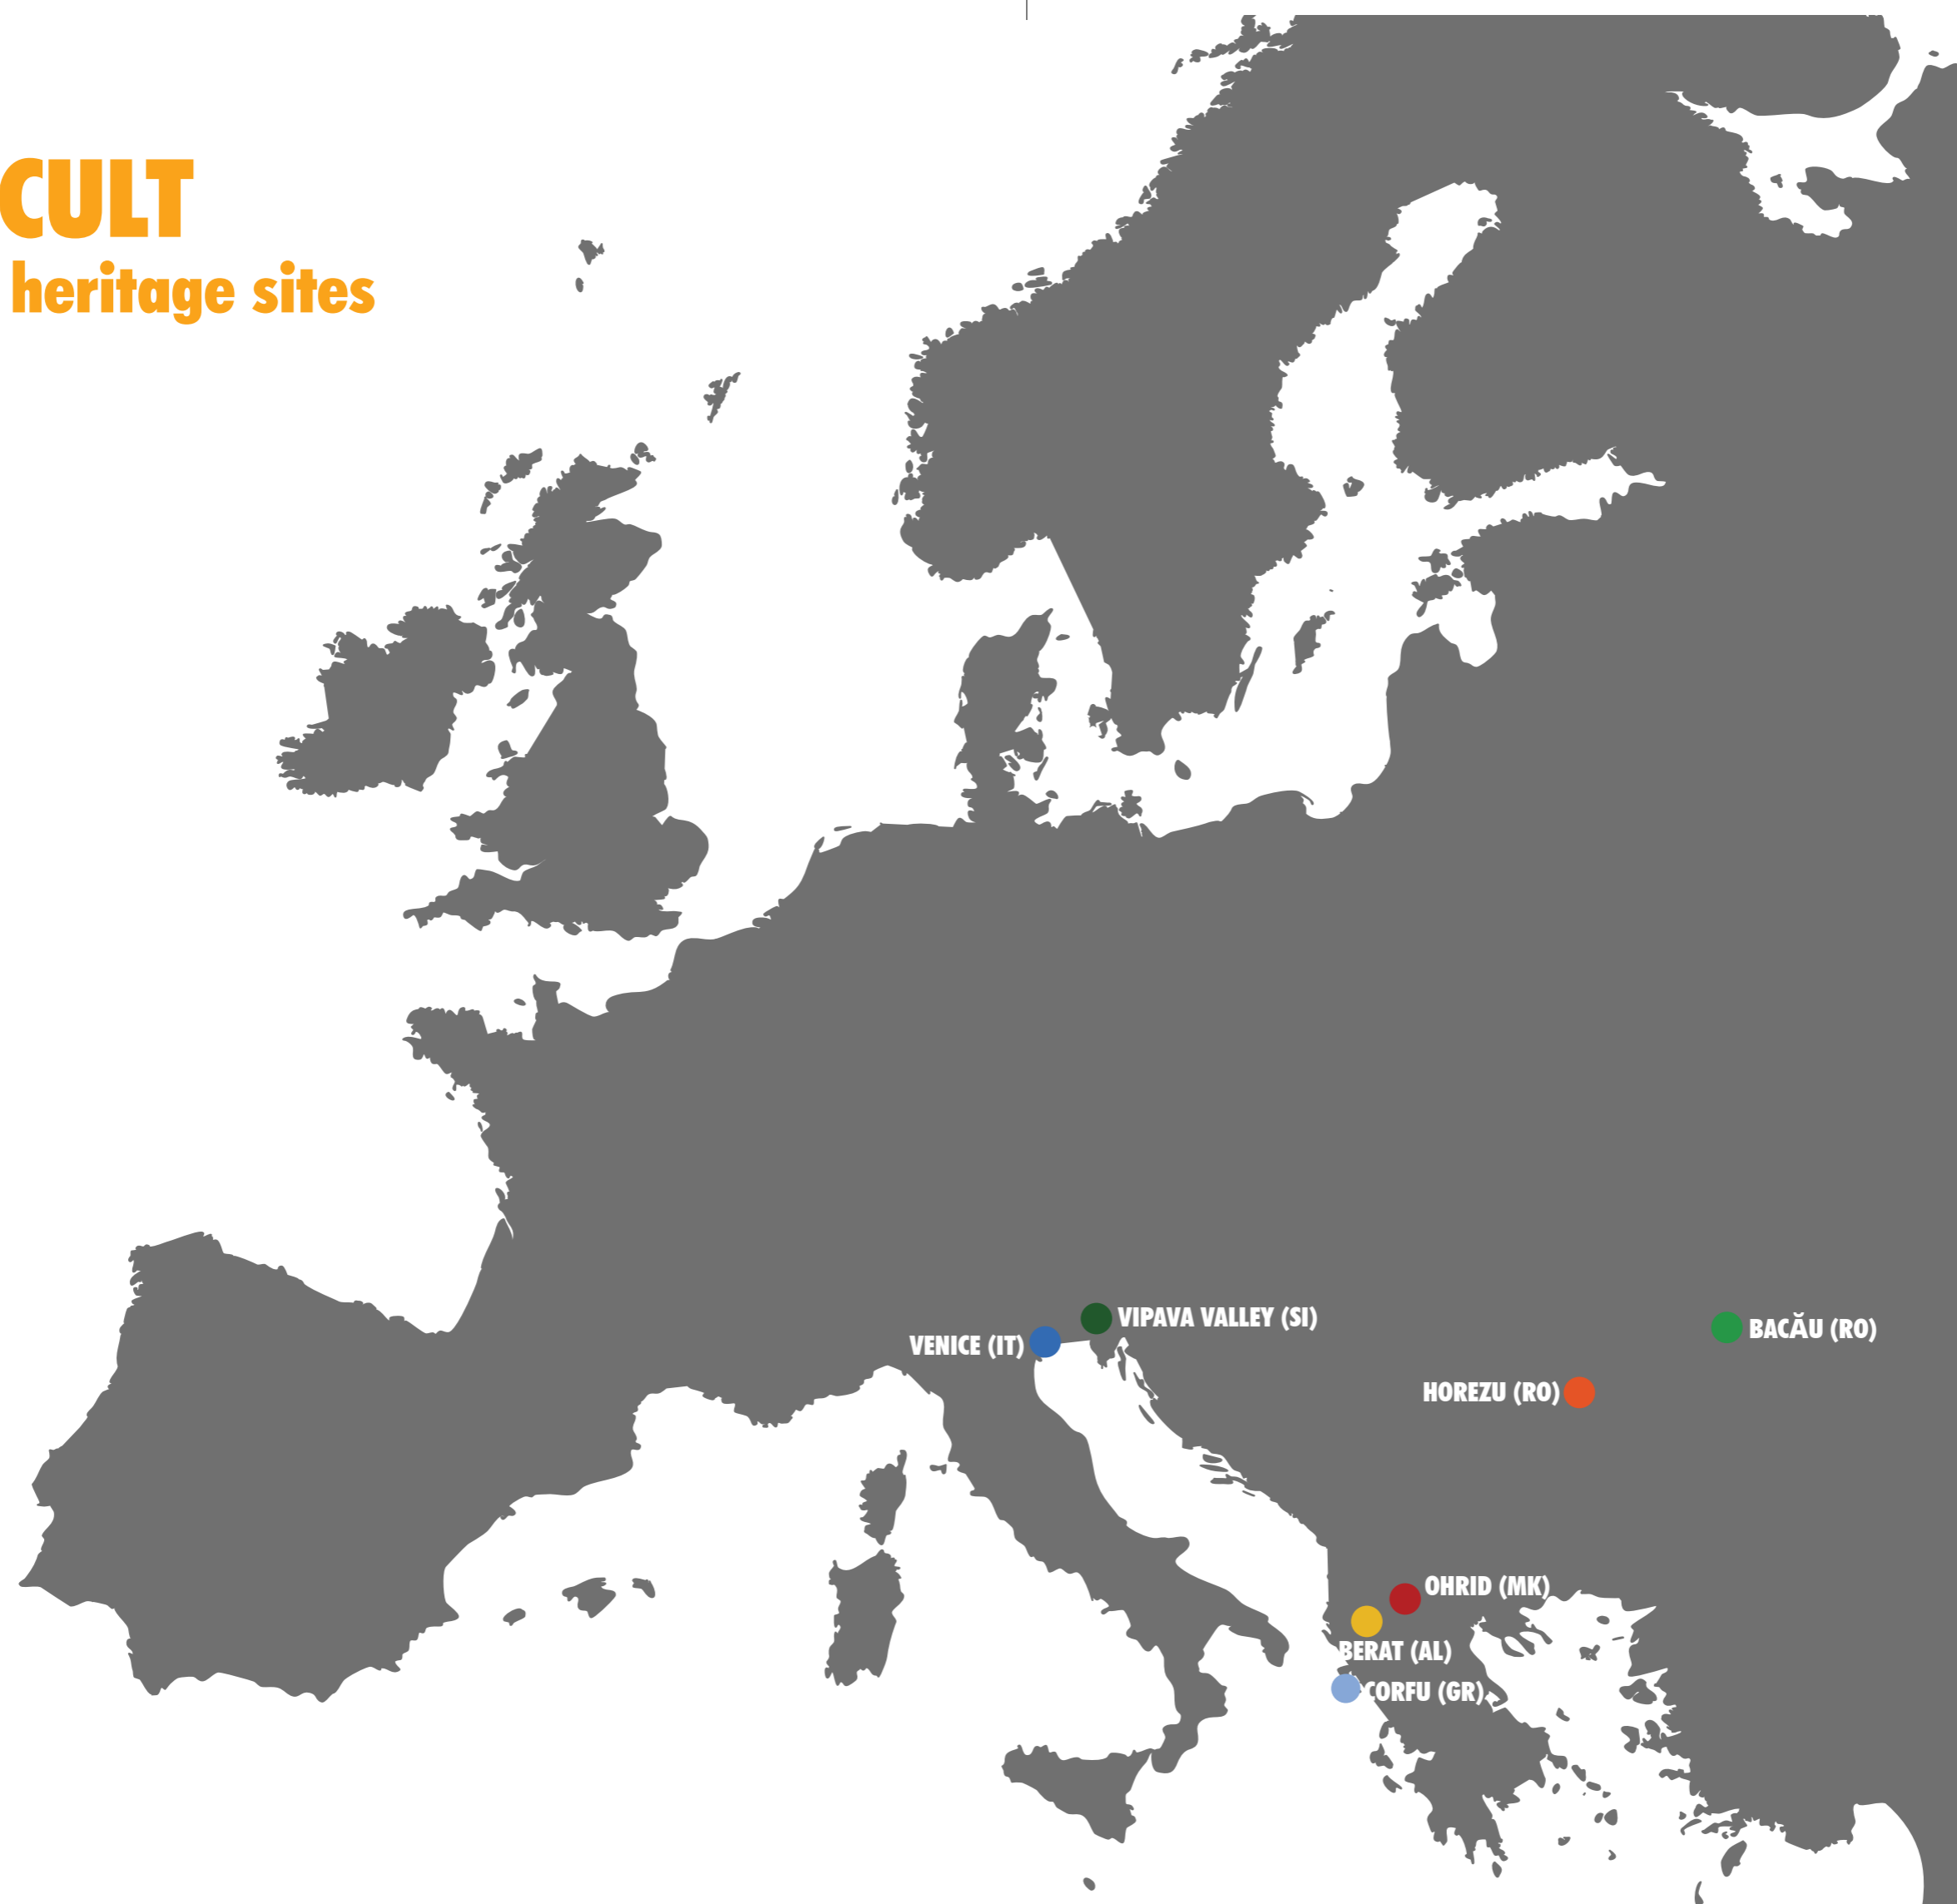 CULT
heritage sites
VIPAVA VALLEY (SI)
BACĂU (RO)
VENICE (IT)
HOREZU (RO)
OHRID (MK)
BERAT (AL)
CORFU (GR)